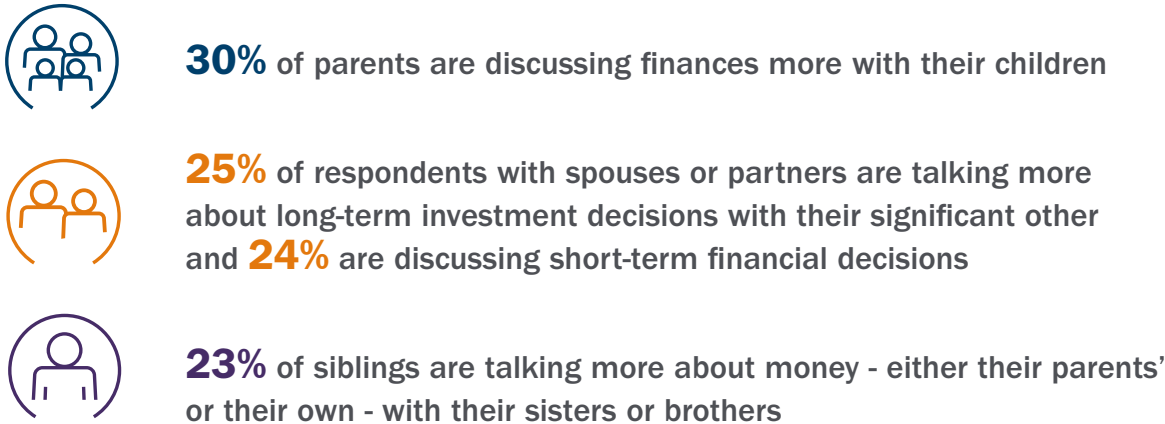 30% of parents are discussing finances more with their children
25% of respondents with spouses or partners are talking more
about long-term investment decisions with their significant other
and 24% are discussing short-term financial decisions
23% of siblings are talking more about money - either their parents’
or their own - with their sisters or brothers